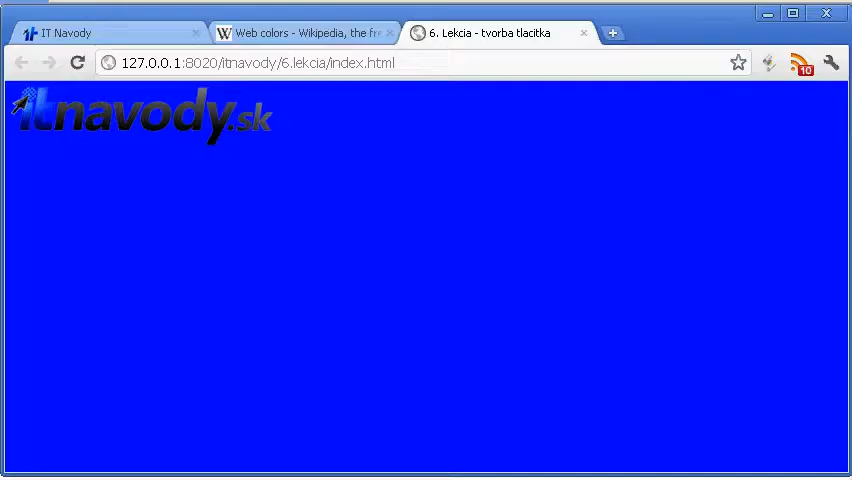 IT Navody
Web colors - Wikipedia, the fre
6. Lekcia - tvorba tlacitka
127.0.0.1:8020/itnavody/6.lekcia/index.html
10
itnavody.sk